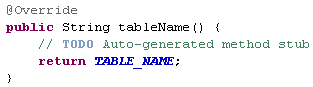 @Override
public String tableName() {
    // TODO Auto-generated method stub
    return TABLE_NAME;
}